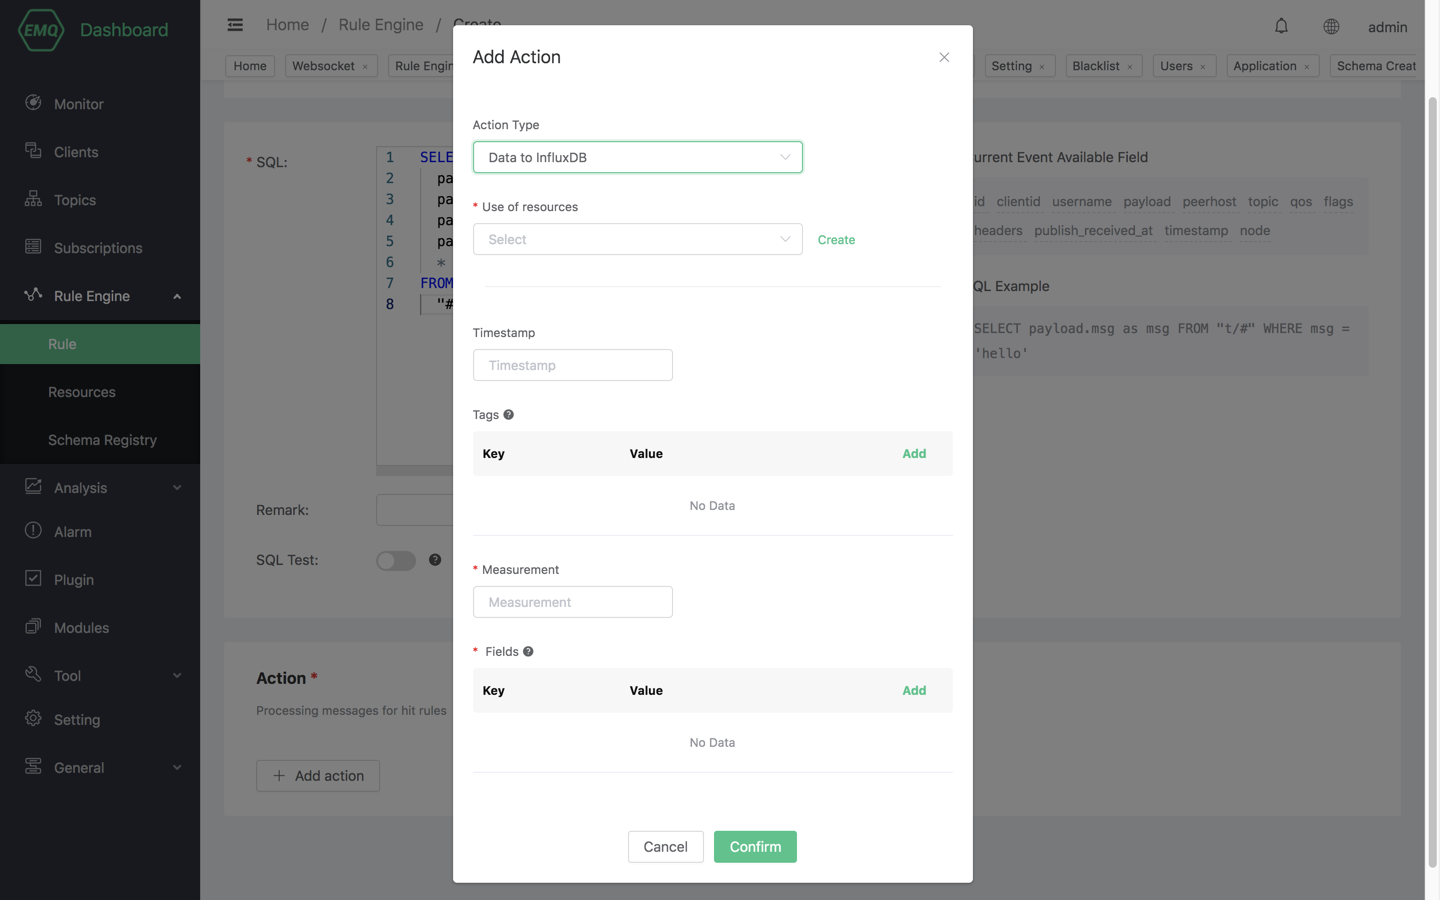 EMQ Dashboard
Home / Rule Engine / Create
admin
Home
Websocket ×
Rule Engin
Setting ×
Blacklist ×
Users ×
Application ×
Schema Creat
Monitor
Clients
Topics
Subscriptions
Rule Engine
Rule
Resources
Schema Registry
Analysis
Alarm
Plugin
Modules
Tool
Setting
General
* SQL:
1 SELE
2 pa
3 pa
4 pa
5 pa
6 *
7 FROM
8 "#
Remark:
SQL Test:
Action *
Processing messages for hit rules
+ Add action
urrent Event Available Field
id clientid username payload peerhost topic qos flags
headers publish_received_at timestamp node
QL Example
SELECT payload.msg as msg FROM "t/#" WHERE msg =
'hello'
Add Action
Action Type
Data to InfluxDB
* Use of resources
Select
Create
Timestamp
Timestamp
Tags ?
Key Value Add
No Data
* Measurement
Measurement
* Fields ?
Key Value Add
No Data
Cancel
Confirm